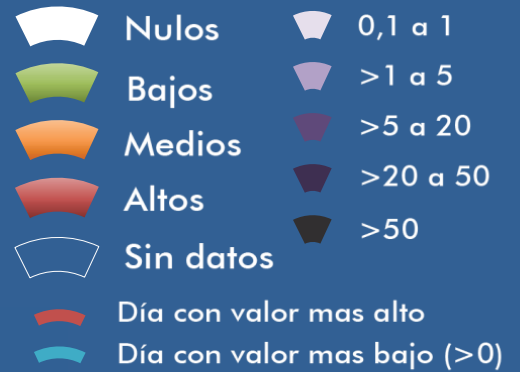 Nulos
Bajos
Medios
Altos
Sin datos
0,1 a 1
>1 a 5
>5 a 20
>20 a 50
>50
Día con valor mas alto
Día con valor mas bajo (>0)